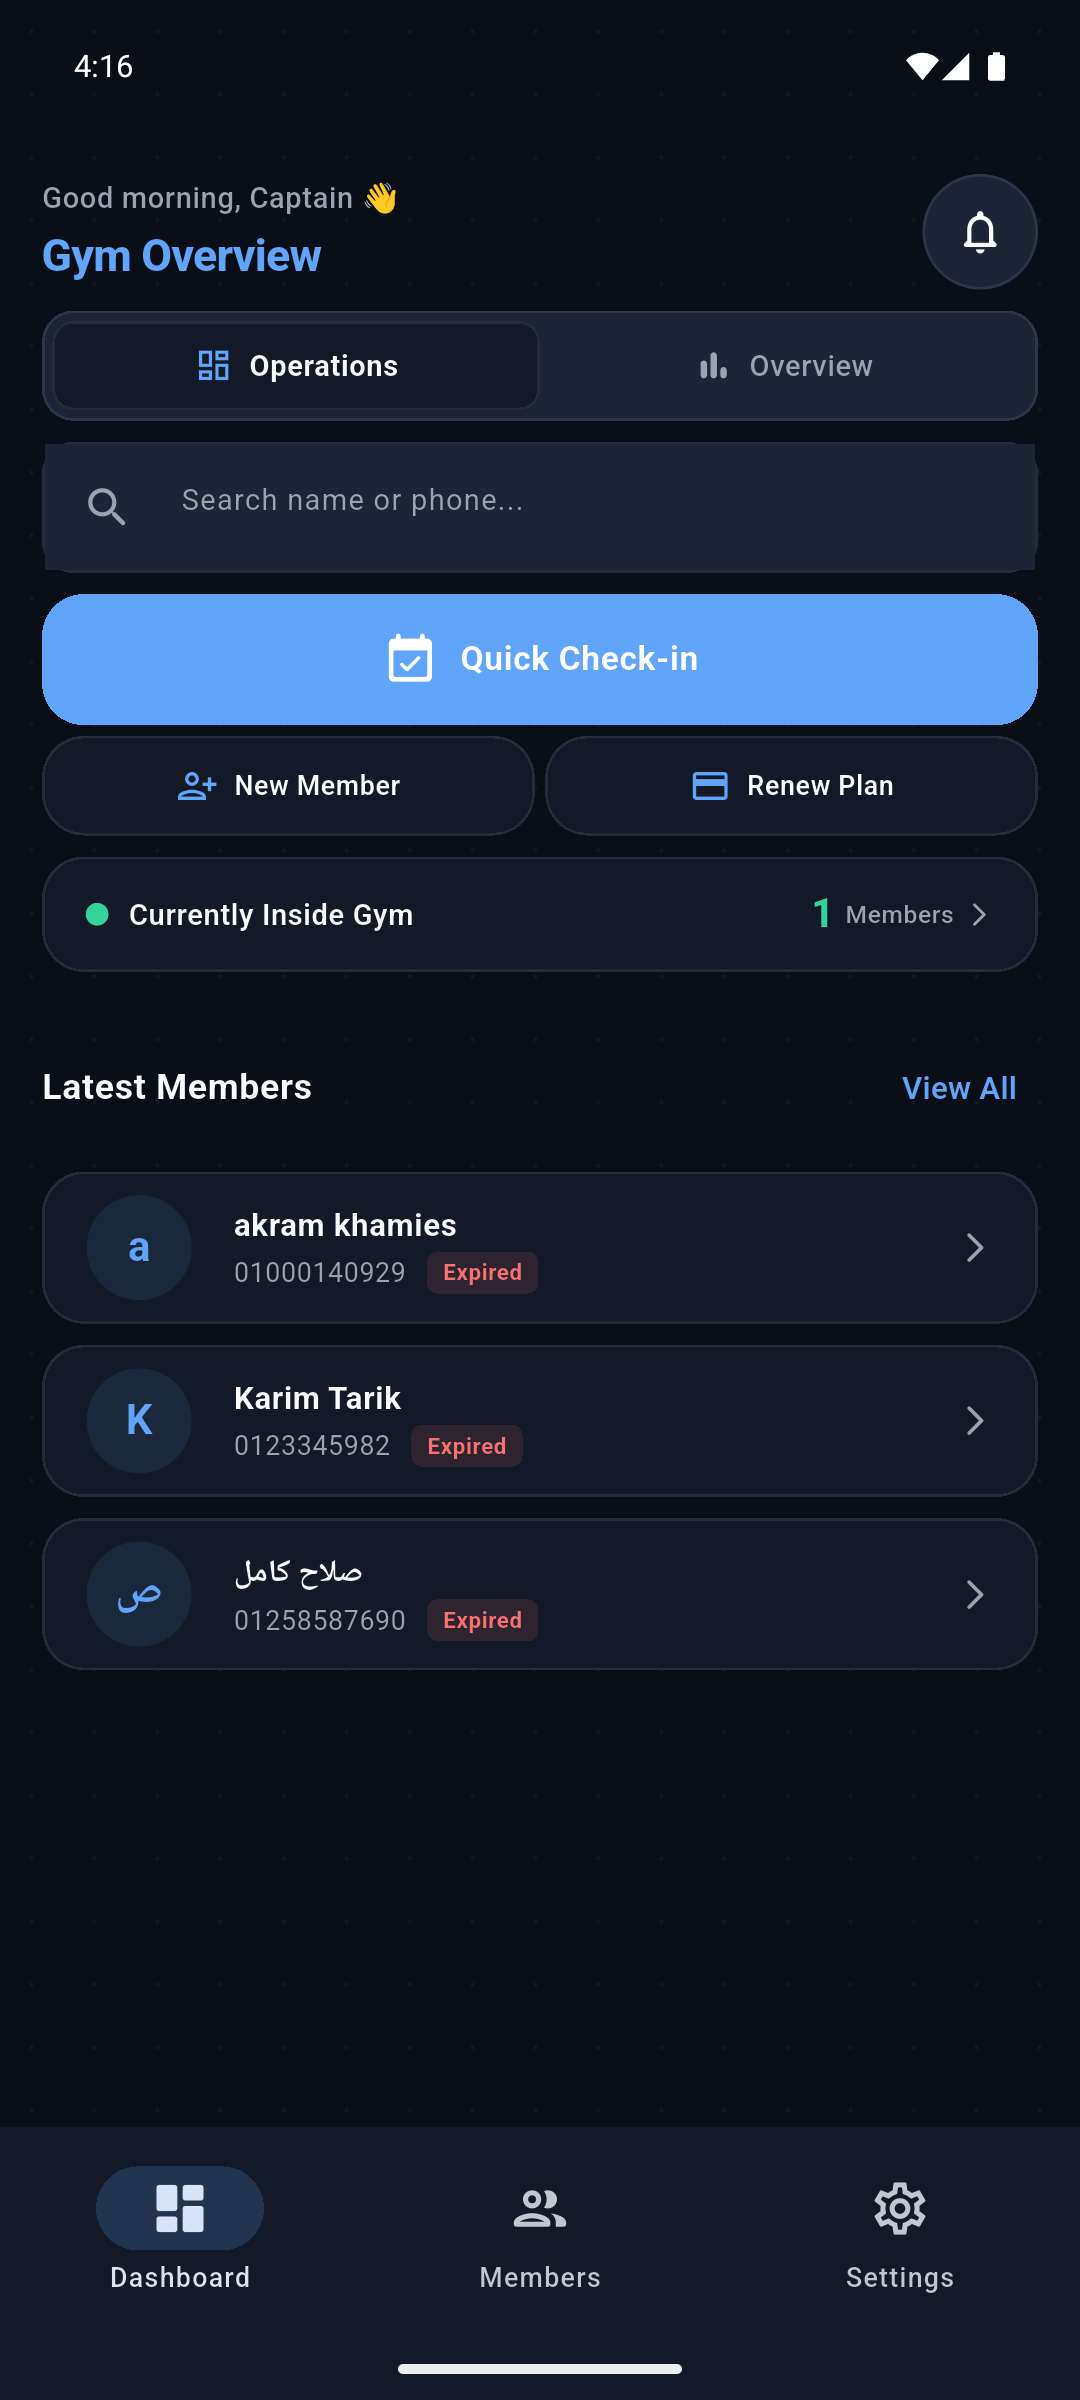 4:16
Good morning, Captain 👋
Gym Overview
Operations
Overview
Search name or phone...
Quick Check-in
New Member
Renew Plan
Currently Inside Gym
1 Members
Latest Members
View All
a
akram khamies
01000140929
Expired
K
Karim Tarik
0123345982
Expired
ص
صلاح كامل
01258587690
Expired
Dashboard
Members
Settings